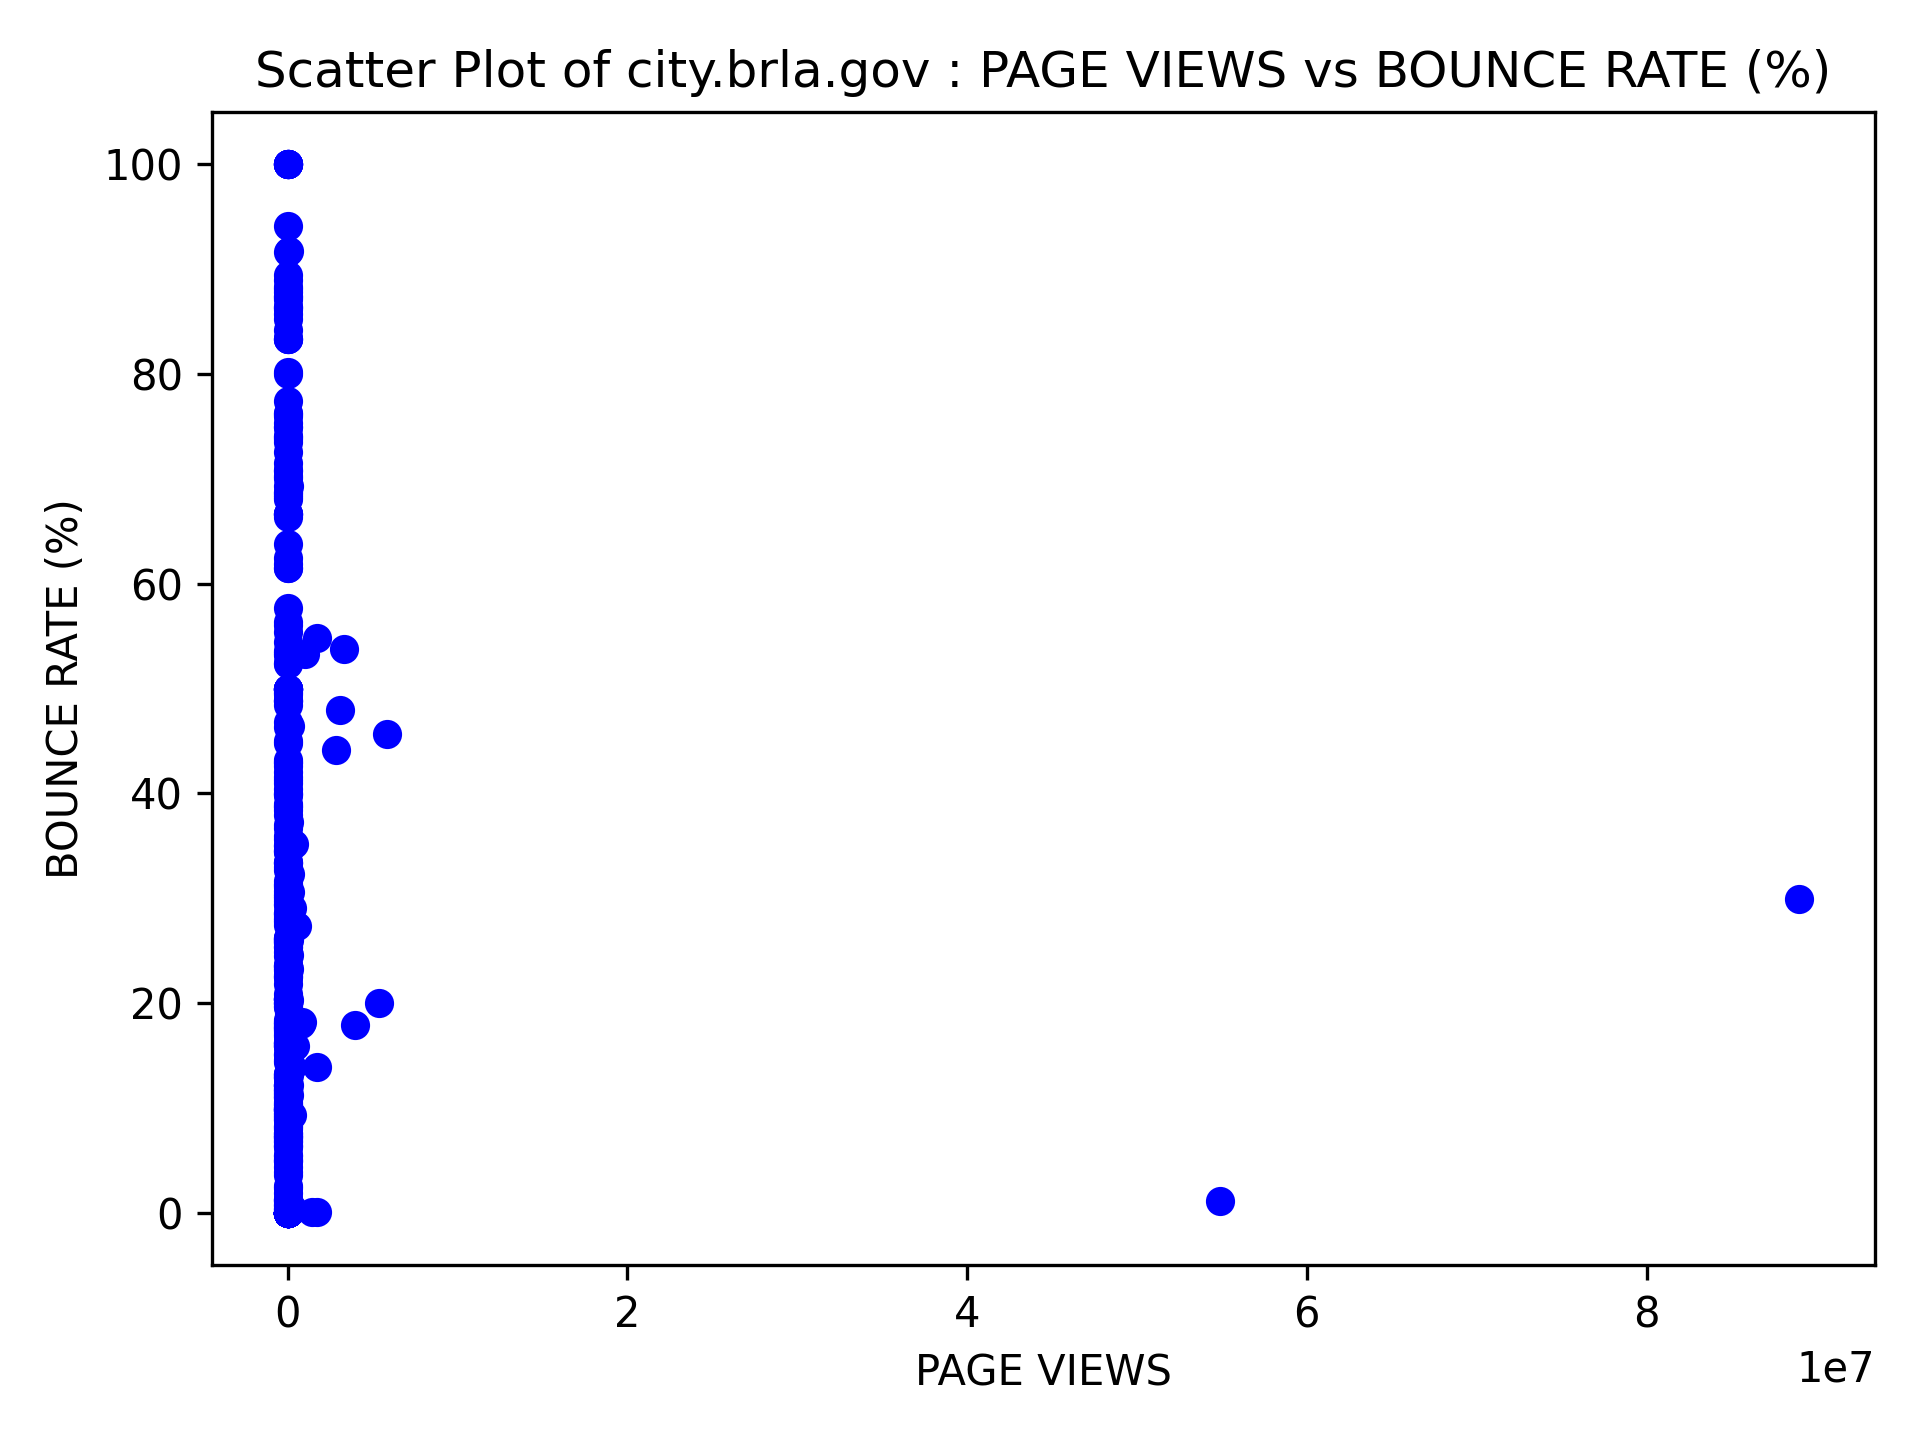 Scatter Plot of city.brla.gov : PAGE VIEWS vs BOUNCE RATE (%)
100
80
60
40
20
0
BOUNCE RATE (%)
0 2 4 6 8
PAGE VIEWS
1e7